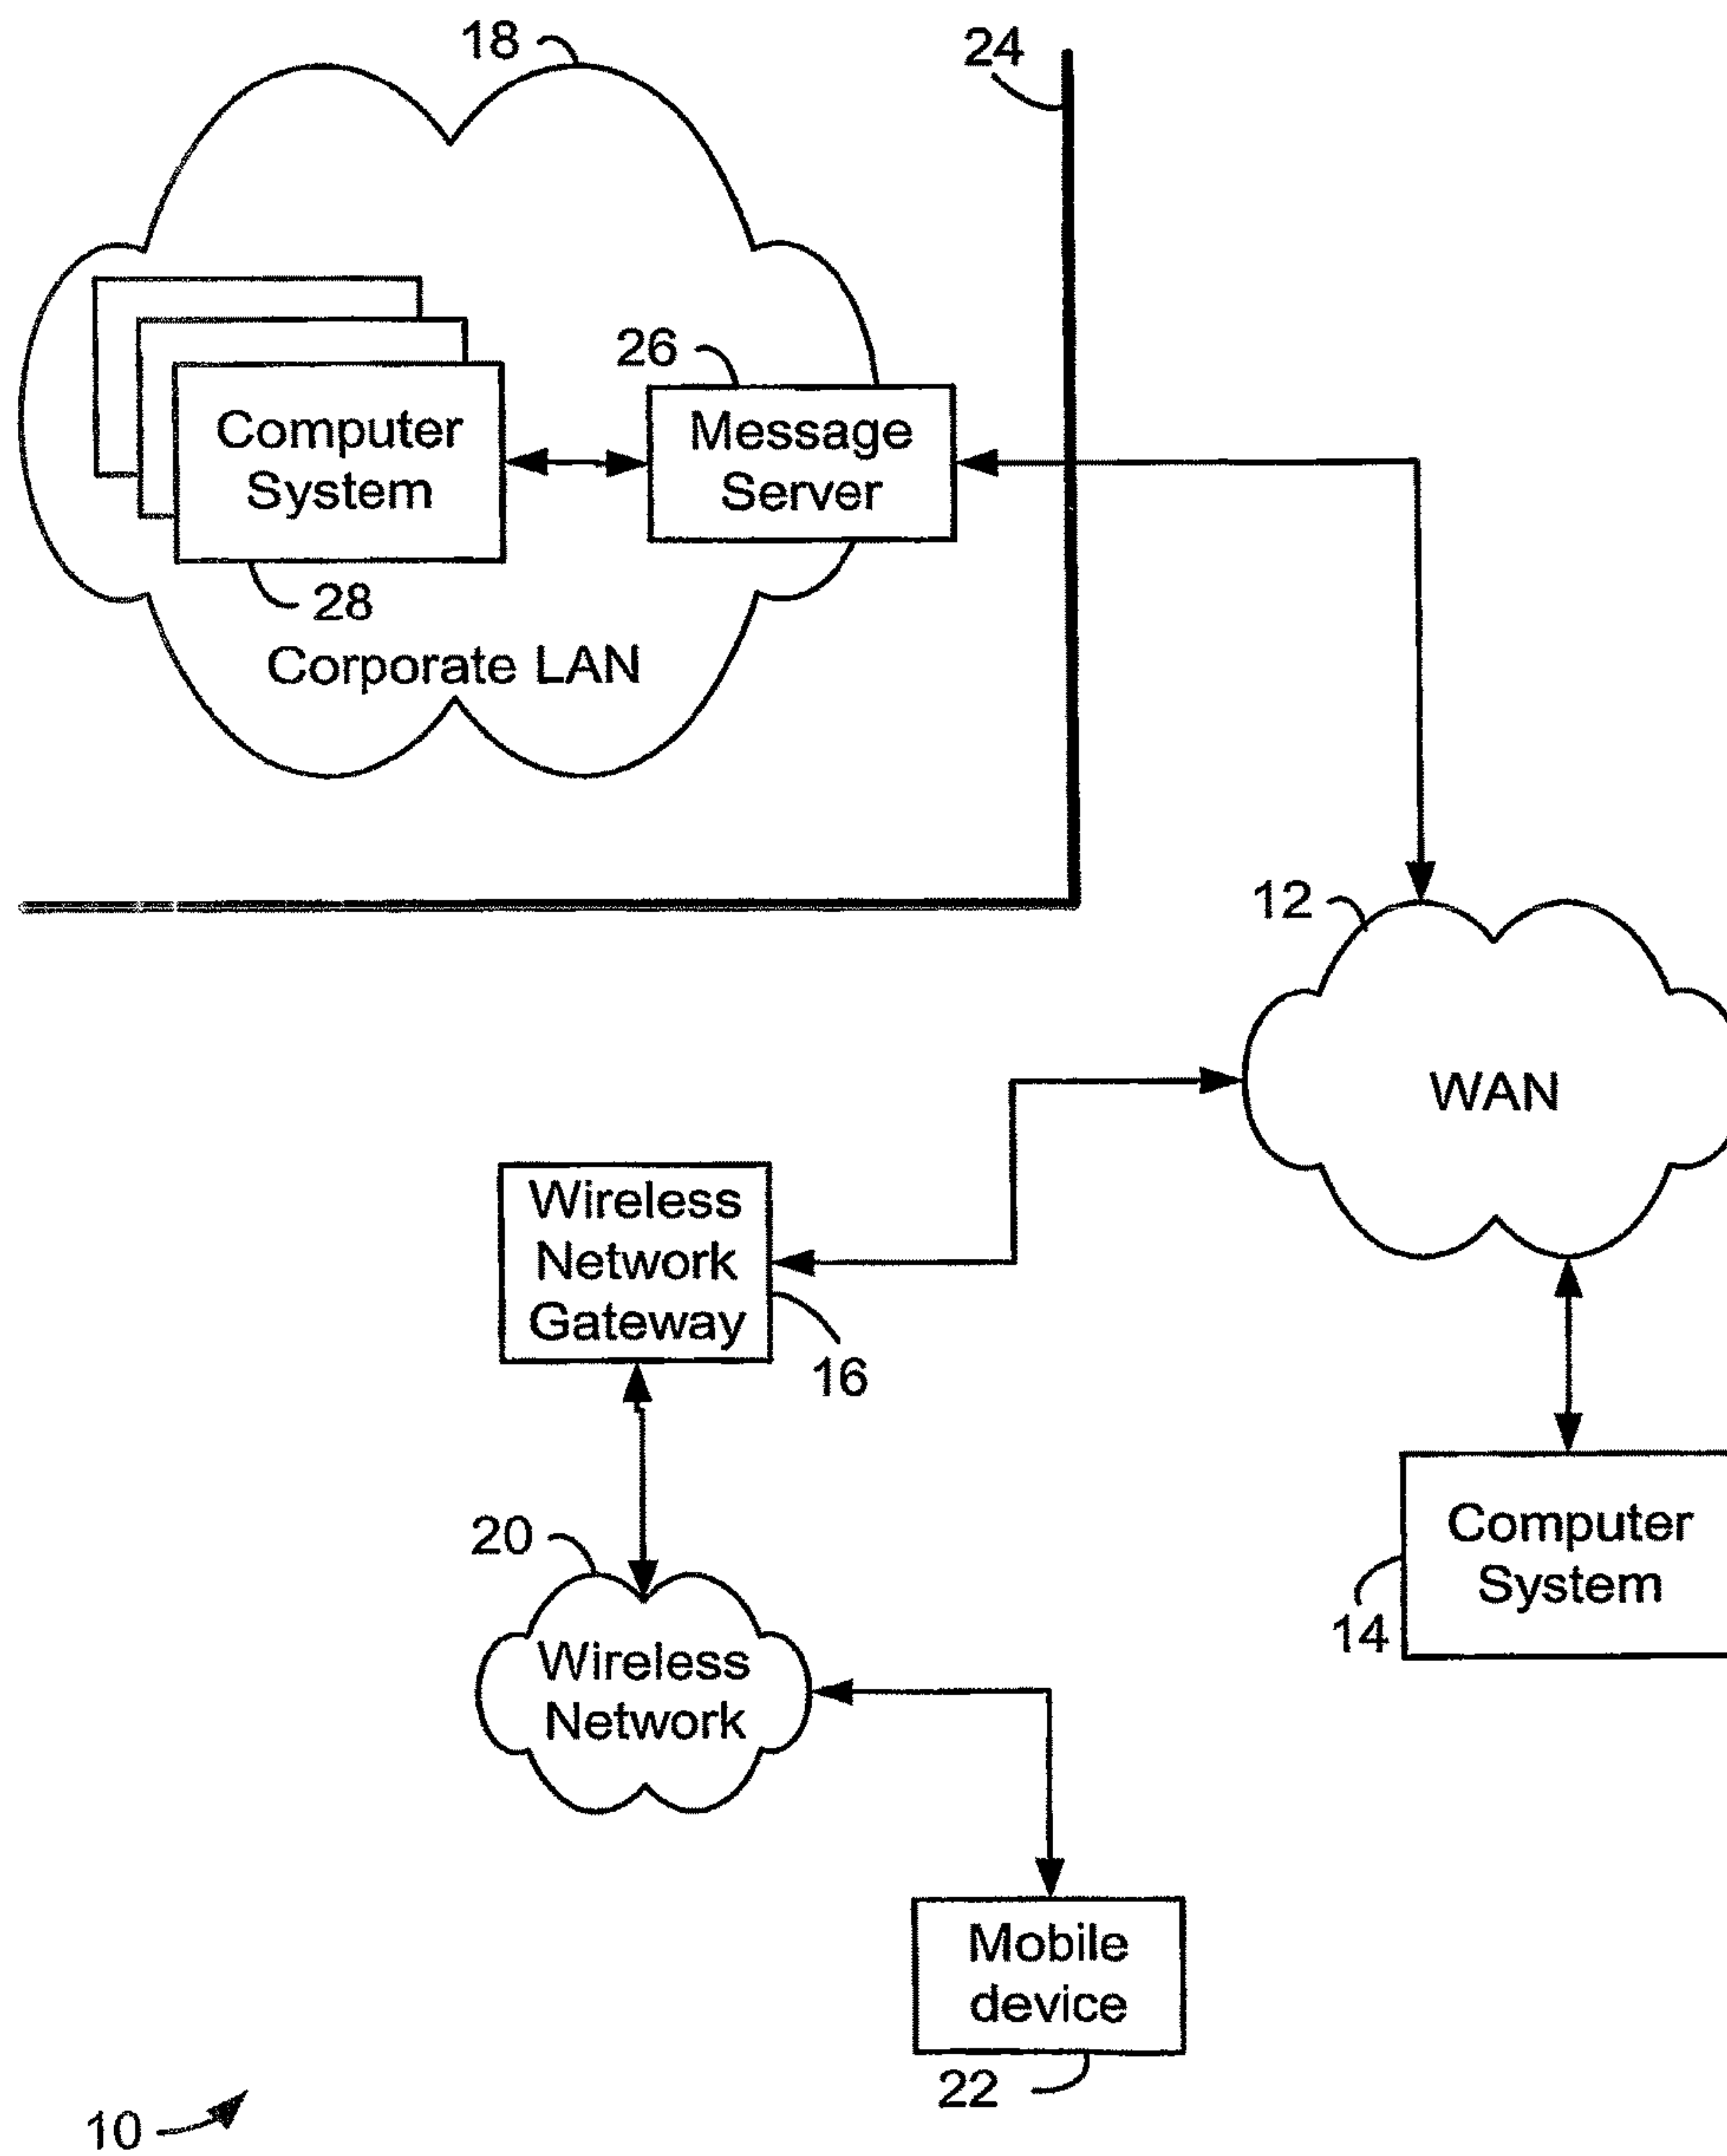 18
24
26
Computer
System
Message
Server
28
Corporate LAN
12
WAN
Wireless
Network
Gateway
16
20
Computer
System
14
Wireless
Network
Mobile
device
22
10